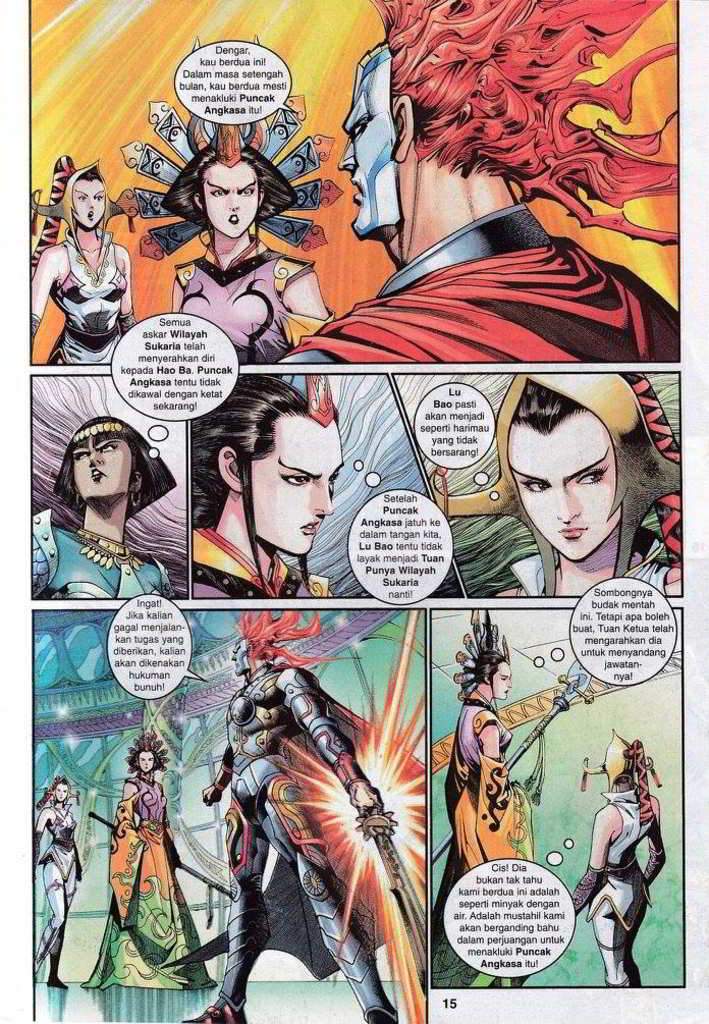 Dengar,
kau berdua ini!
Dalam masa setengah
bulan, kau berdua mesti
menakluki Puncak
Angkasa itu!
Semua
askar Wilayah
Sukaria telah
menyerahkan diri
kepada Hao Ba. Puncak
Angkasa tentu tidak
dikawal dengan ketat
sekarang!
Setelah
Puncak
Angkasa jatuh ke
dalam tangan kita,
Lu Bao tentu tidak
layak menjadi Tuan
Punya Wilayah
Sukaria
nanti!
Lu
Bao pasti
akan menjadi
seperti harimau
yang tidak
bersarang!
Ingat!
Jika kalian
gagal menjalan-
kan tugas yang
diberikan, kalian
akan dikenakan
hukuman
bunuh!
Sombongnya
budak mentah
ini. Tetapi apa boleh
buat, Tuan Ketua telah
mengarahkan dia
untuk menyandang
jawatan-
nya!
Cis! Dia
bukan tak tahu
kami berdua ini adalah
seperti minyak dengan
air. Adalah mustahil kami
akan berganding bahu
dalam perjuangan untuk
menakluki Puncak
Angkasa itu!
15